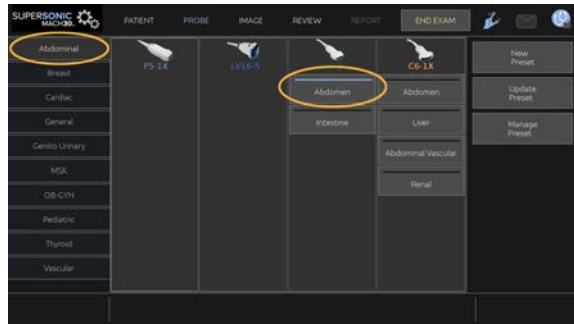 SUPERSONIC
MACH30.
PATIENT PROBE IMAGE REVIEW REPORT END EXAM
Abdominal
Breast
Cardiac
General
Genito Urinary
MSK
OB-GYN
Pediatric
Thyroid
Vascular
P5-1X
LV16-5
Abdomen
Intestine
C6-1X
Abdomen
Liver
Abdominal Vascular
Renal
New
Preset
Update
Preset
Manage
Preset